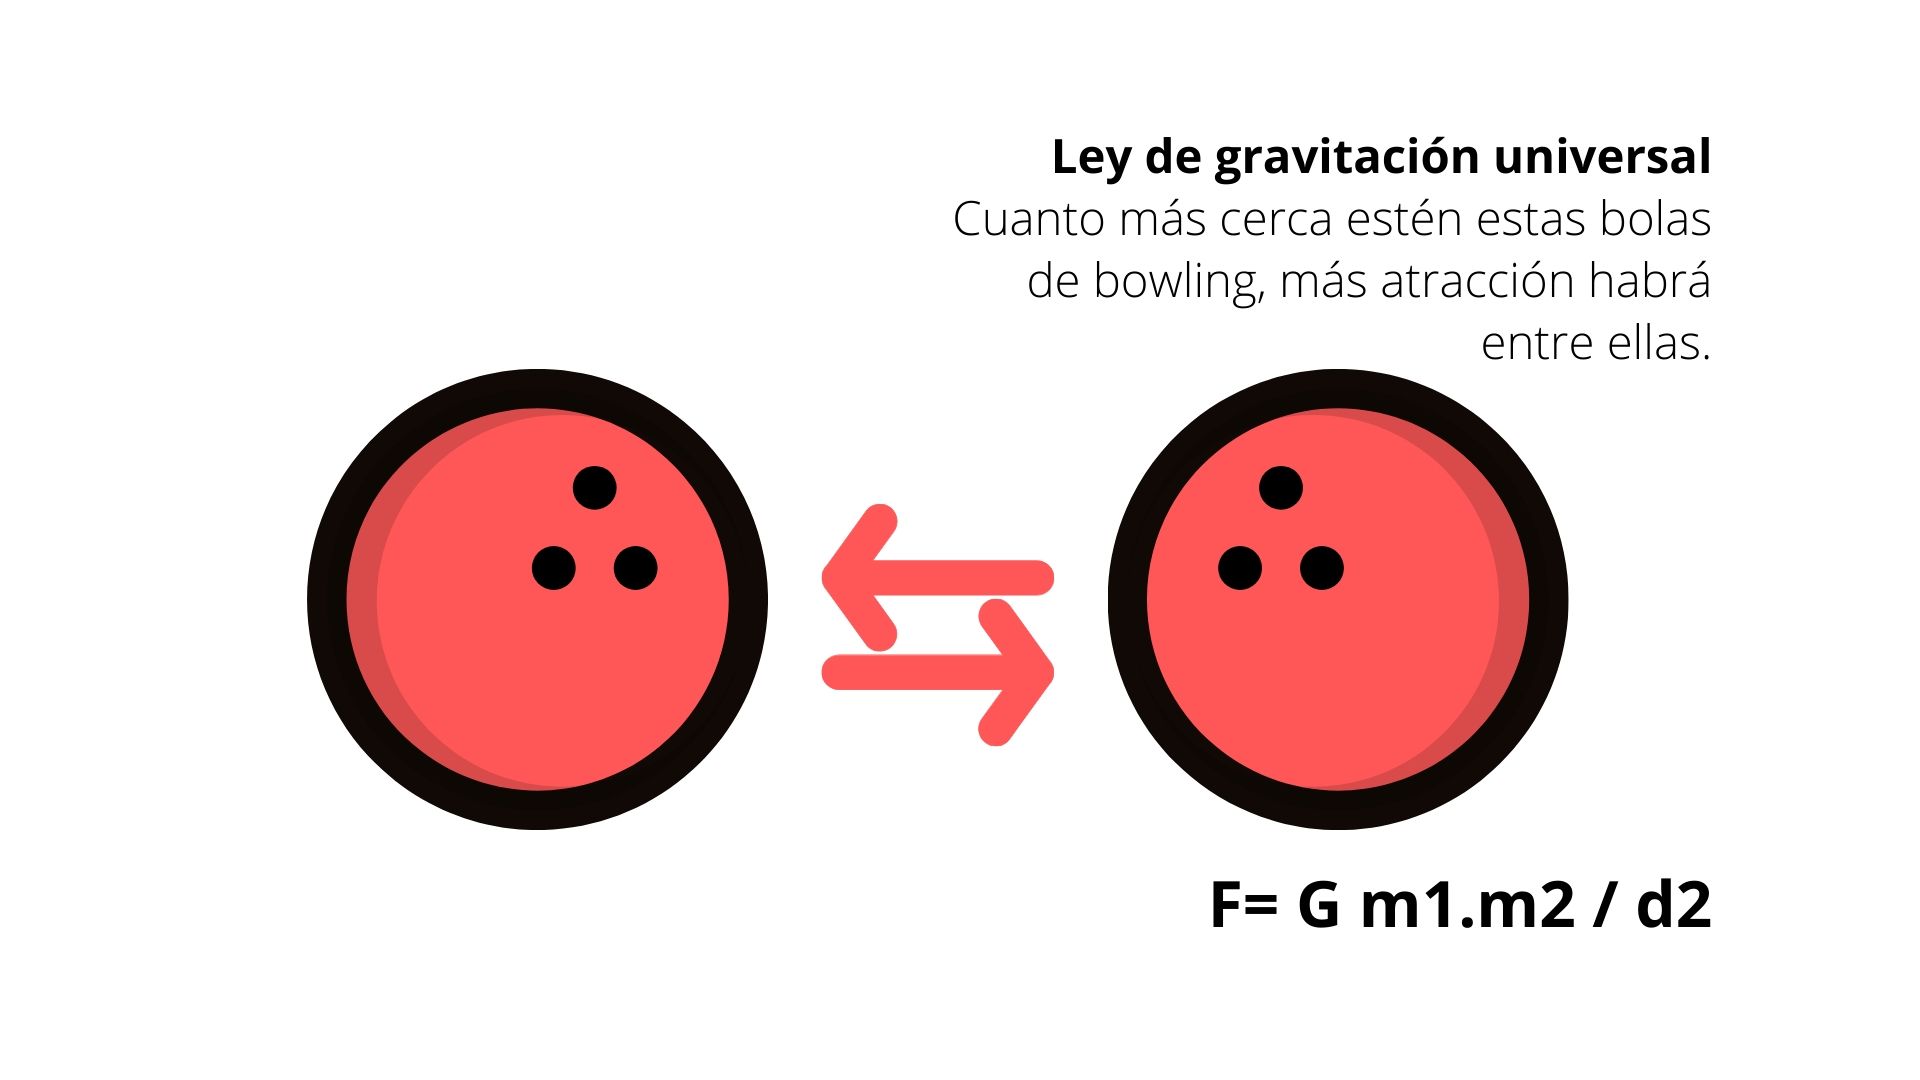 Ley de gravitación universal
Cuanto más cerca estén estas bolas
de bowling, más atracción habrá
entre ellas.
F= G m1.m2 / d2